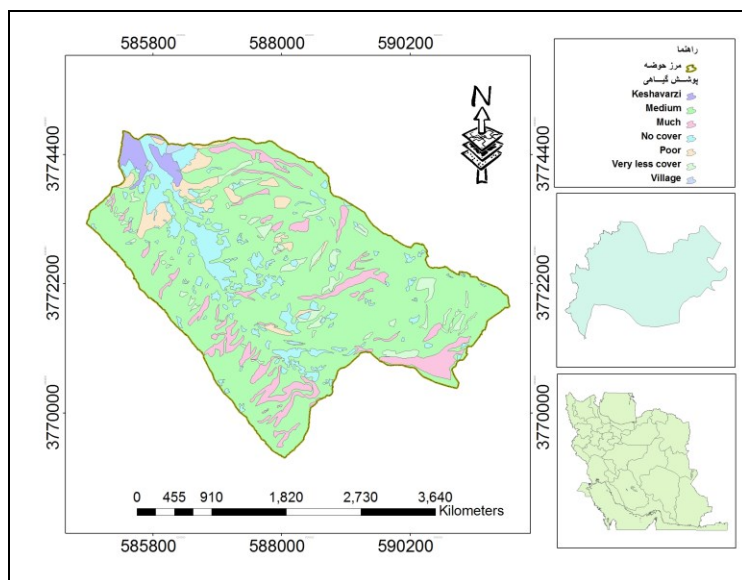 585800 588000 590200
3774400
3772200
3770000
N
3774400
3772200
3770000
0 455 910 1,820 2,730 3,640
Kilometers
585800 588000 590200
راهنما
مرز حوضه
پوشش گیاهی
Keshavarzi
Medium
Much
No cover
Poor
Very less cover
Village